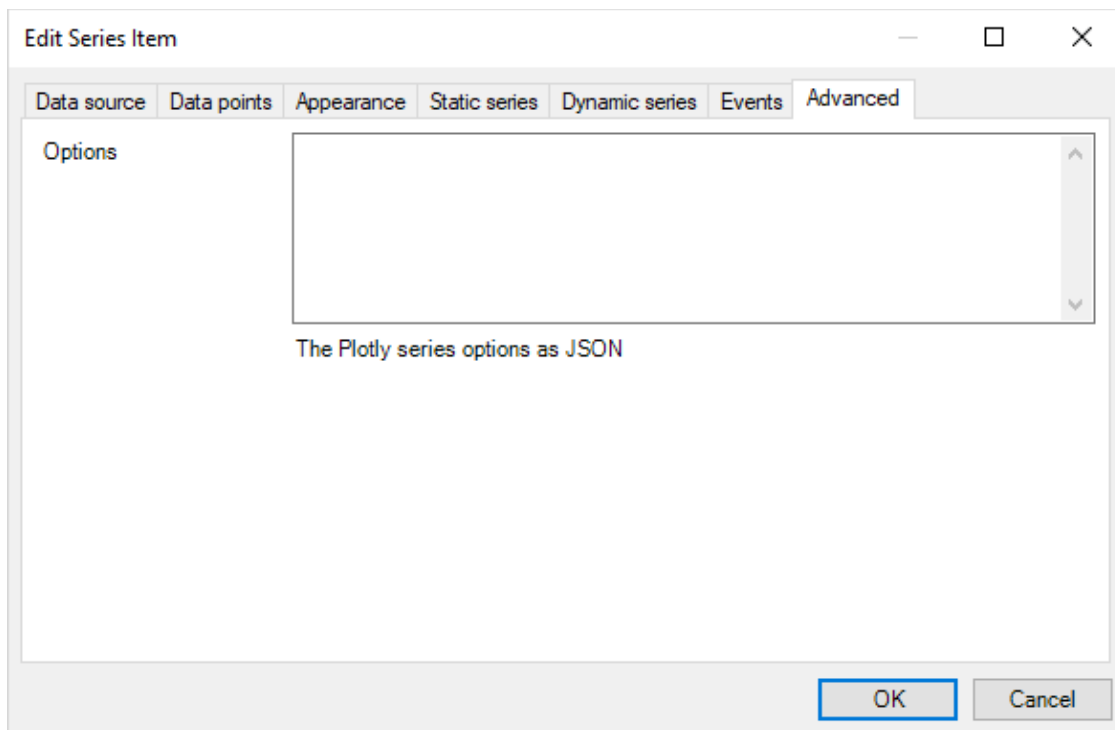 Edit Series Item
Data source Data points Appearance Static series Dynamic series Events Advanced
Options
The Plotly series options as JSON
OK Cancel